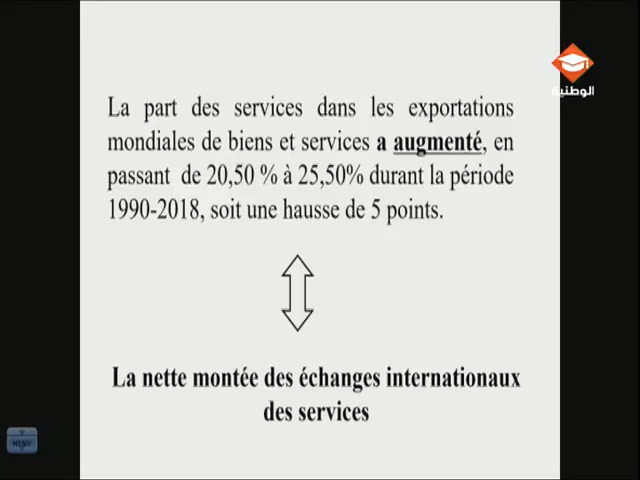 الوطنية
La part des services dans les exportations
mondiales de biens et services a augmenté, en
passant de 20,50 % à 25,50% durant la période
1990-2018, soit une hausse de 5 points.
La nette montée des échanges internationaux
des services
MENU